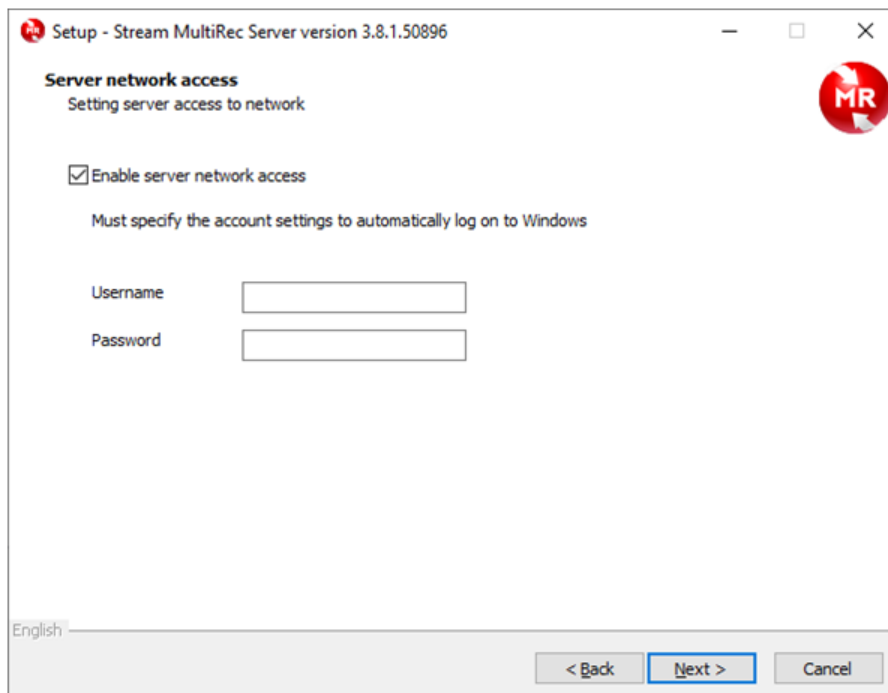 Setup - Stream MultiRec Server version 3.8.1.50896
Server network access
Setting server access to network
MR
Enable server network access
Must specify the account settings to automatically log on to Windows
Username
Password
English
< Back Next > Cancel